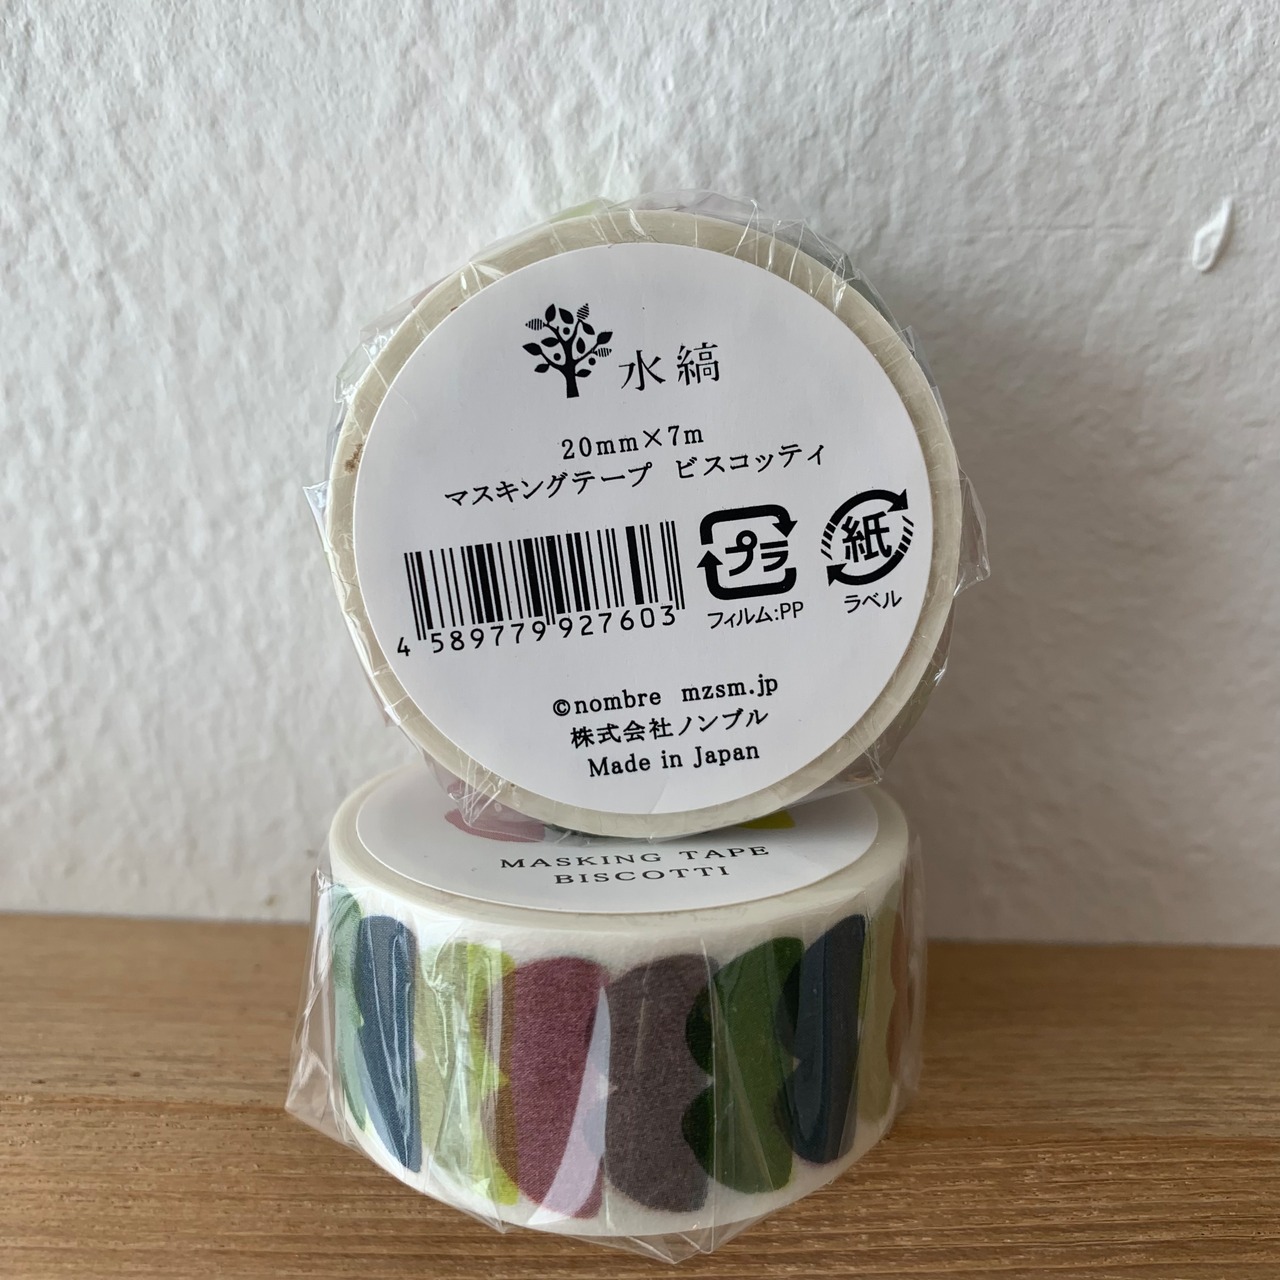 水縞
20mm×7m
マスキングテープ ビスコッティ
プラ
フィルム:PP
紙
ラベル
4 589779 927603
©nombre mzsm.jp
株式会社ノンブル
Made in Japan
MASKING TAPE
BISCOTTI